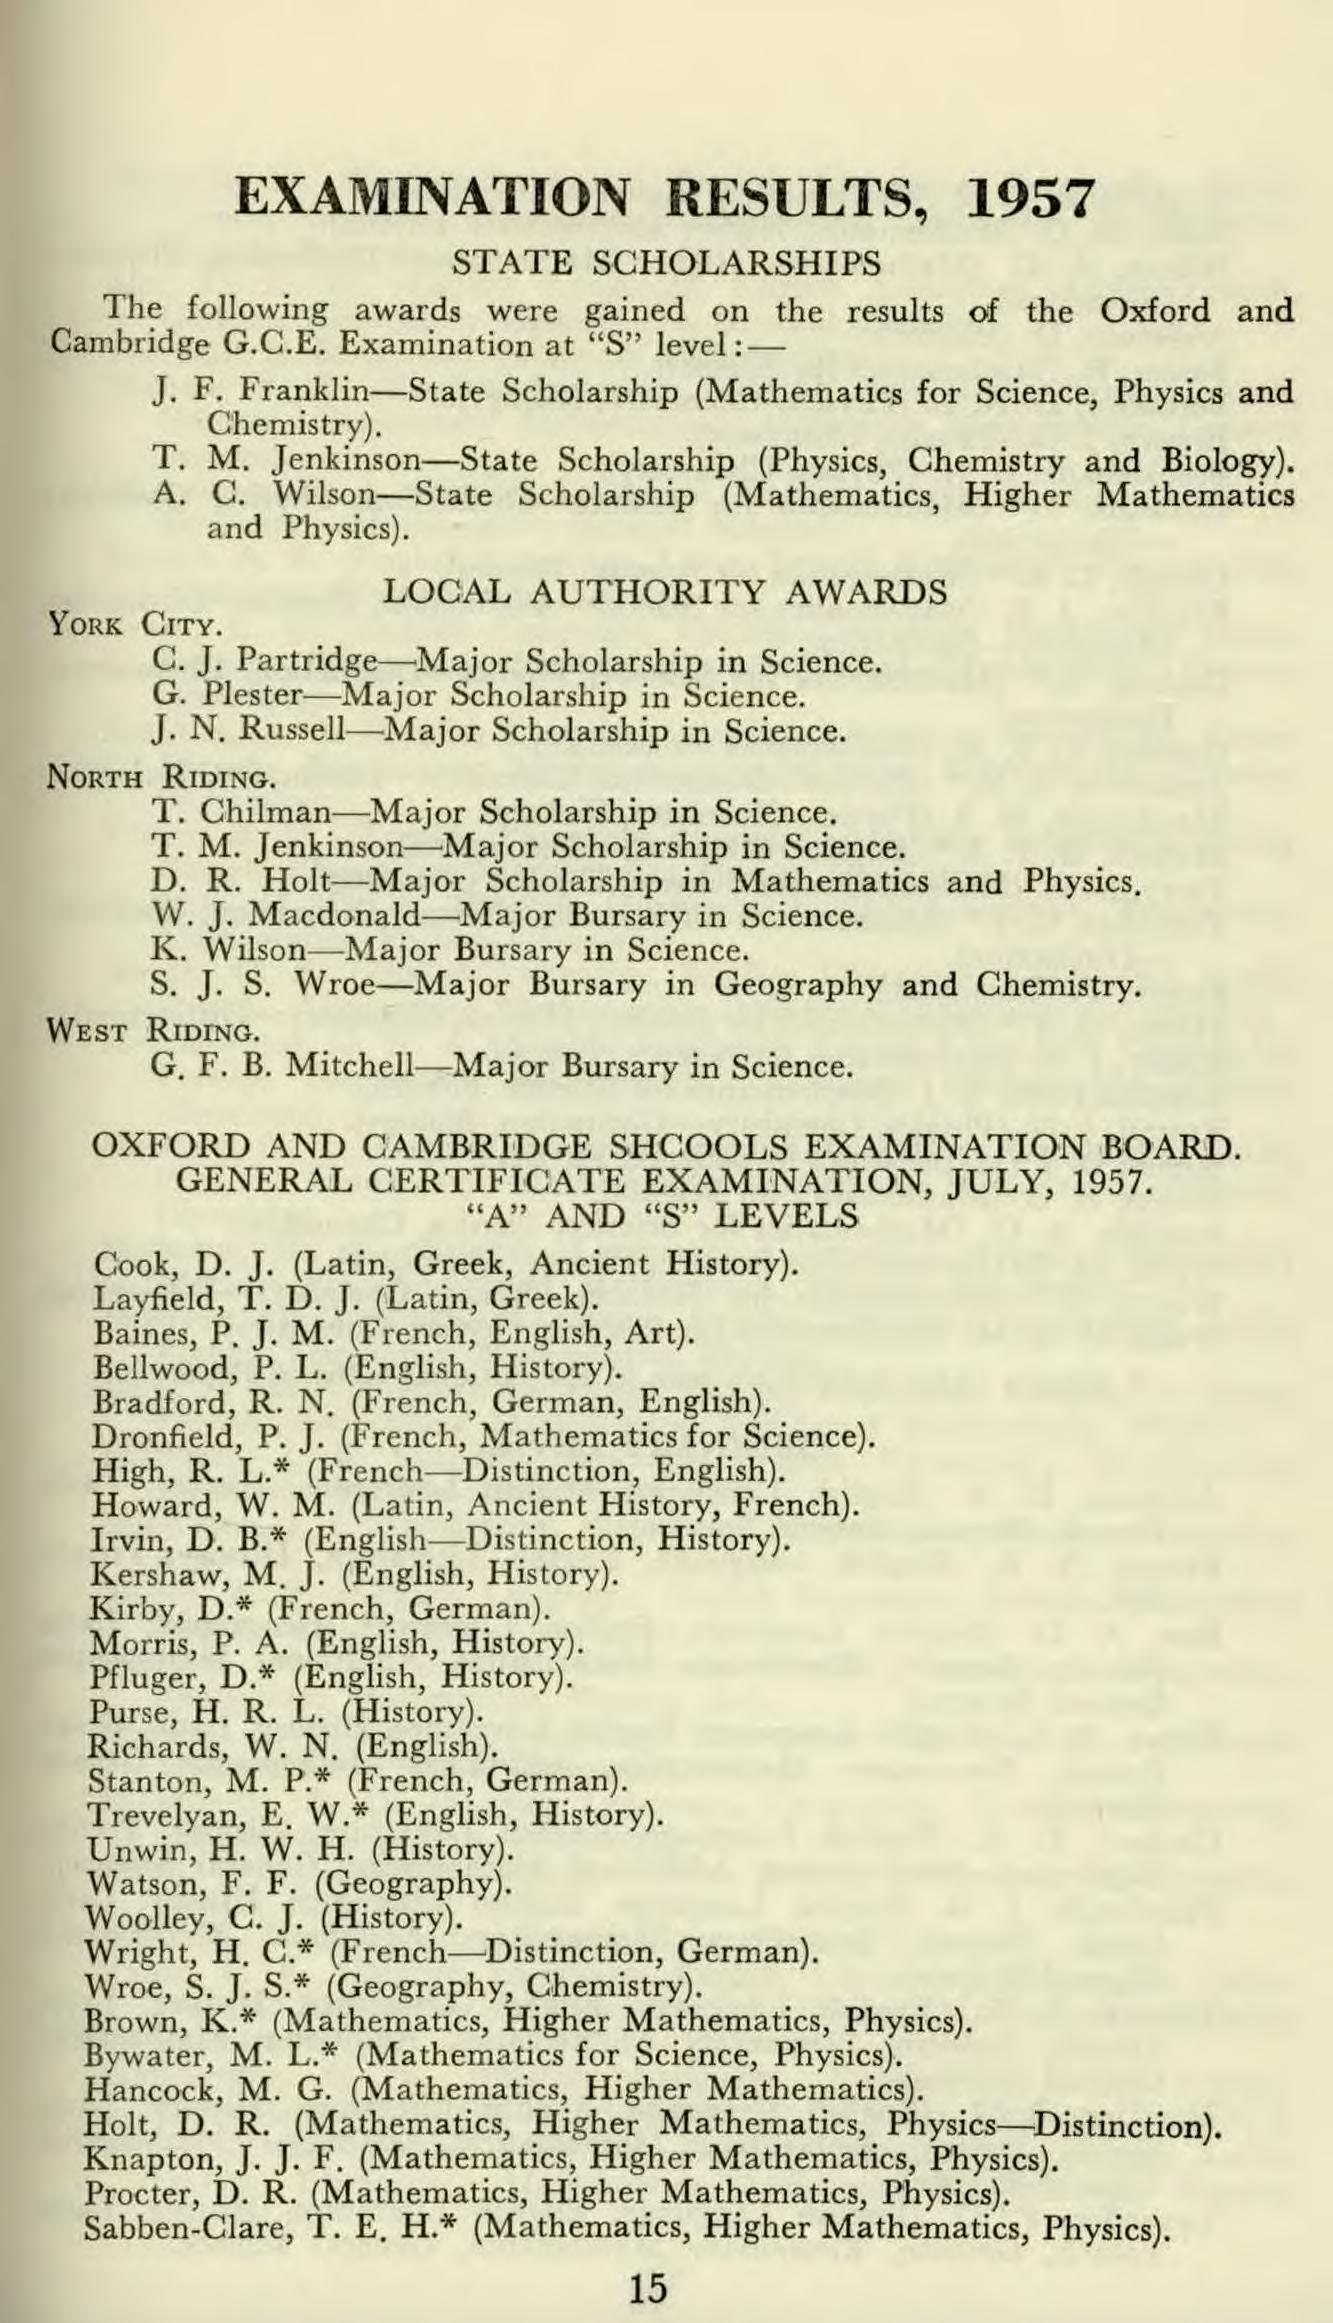 EXAMINATION RESULTS, 1957
STATE SCHOLARSHIPS
The following awards were gained on the results of the Oxford and
Cambridge G.C.E. Examination at "S" level:—
J. F. Franklin—State Scholarship (Mathematics for Science, Physics and
Chemistry).
T. M. Jenkinson—State Scholarship (Physics, Chemistry and Biology).
A. C. Wilson—State Scholarship (Mathematics, Higher Mathematics
and Physics).
LOCAL AUTHORITY AWARDS
YORK CITY.
C. J. Partridge—Major Scholarship in Science.
G. Plester—Major Scholarship in Science.
J. N. Russell—Major Scholarship in Science.
NORTH RIDING.
T. Chilman—Major Scholarship in Science.
T. M. Jenkinson—Major Scholarship in Science.
D. R. Holt—Major Scholarship in Mathematics and Physics.
W. J. Macdonald—Major Bursary in Science.
K. Wilson—Major Bursary in Science.
S. J. S. Wroe—Major Bursary in Geography and Chemistry.
WEST RIDING.
G. F. B. Mitchell—Major Bursary in Science.
OXFORD AND CAMBRIDGE SHCOOLS EXAMINATION BOARD.
GENERAL CERTIFICATE EXAMINATION, JULY, 1957.
"A" AND "S" LEVELS
Cook, D. J. (Latin, Greek, Ancient History).
Layfield, T. D. J. (Latin, Greek).
Baines, P. J. M. (French, English, Art).
Bellwood, P. L. (English, History).
Bradford, R. N. (French, German, English).
Dronfield, P. J. (French, Mathematics for Science).
High, R. L.* (French—Distinction, English).
Howard, W. M. (Latin, Ancient History, French).
Irvin, D. B.* (English—Distinction, History).
Kershaw, M. J. (English, History).
Kirby, D.* (French, German).
Morris, P. A. (English, History).
Pfluger, D.* (English, History).
Purse, H. R. L. (History).
Richards, W. N. (English).
Stanton, M. P.* (French, German).
Trevelyan, E. W.* (English, History).
Unwin, H. W. H. (History).
Watson, F. F. (Geography).
Woolley, C. J. (History).
Wright, H. C.* (French—Distinction, German).
Wroe, S. J. S.* (Geography, Chemistry).
Brown, K.* (Mathematics, Higher Mathematics, Physics).
Bywater, M. L.* (Mathematics for Science, Physics).
Hancock, M. G. (Mathematics, Higher Mathematics).
Holt, D. R. (Mathematics, Higher Mathematics, Physics—Distinction).
Knapton, J. J. F. (Mathematics, Higher Mathematics, Physics).
Procter, D. R. (Mathematics, Higher Mathematics, Physics).
Sabben-Clare, T. E. H.* (Mathematics, Higher Mathematics, Physics).
15